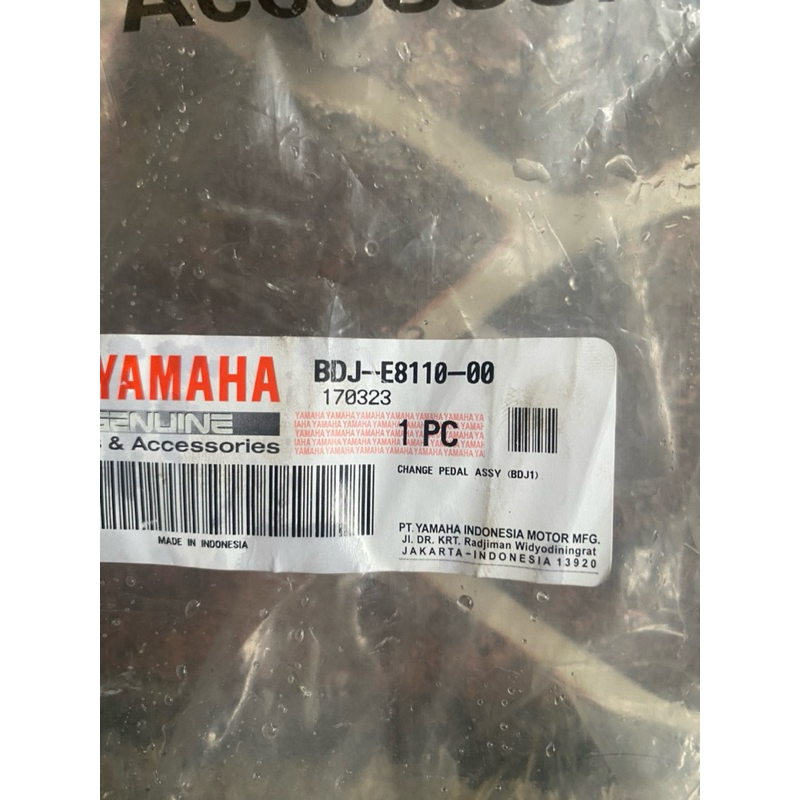 YAMAHA
GENUINE
& Accessories
MADE IN INDONESIA
BDJ-E8110-00
170323
1 PC
CHANGE PEDAL ASSY (BDJ1)
PT. YAMAHA INDONESIA MOTOR MFG.
Jl. DR. KRT. Radjiman Widyodiningrat
JAKARTA-INDONESIA 13920